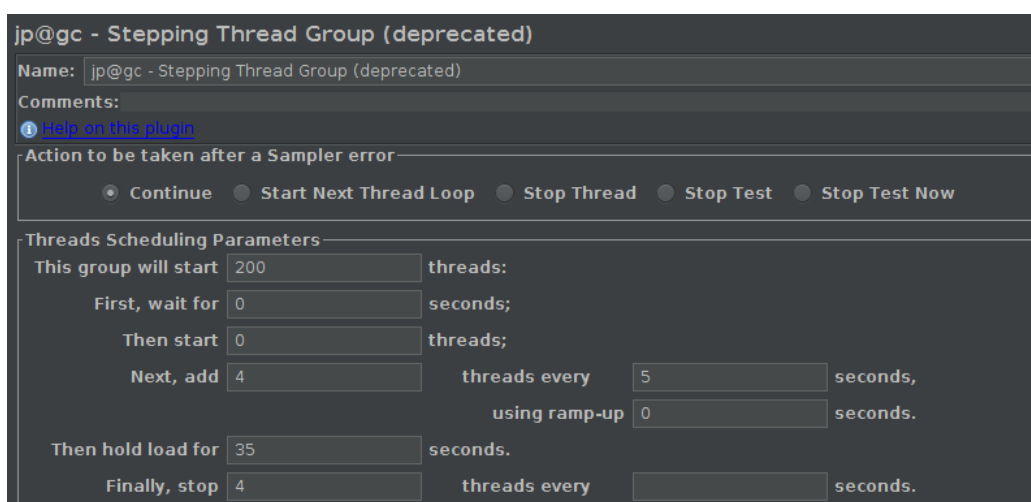 jp@gc - Stepping Thread Group (deprecated)
Name: jp@gc - Stepping Thread Group (deprecated)
Comments:
Help on this plugin
Action to be taken after a Sampler error
Continue Start Next Thread Loop Stop Thread Stop Test Stop Test Now
Threads Scheduling Parameters
This group will start 200 threads:
First, wait for 0 seconds;
Then start 0 threads;
Next, add 4 threads every 5 seconds,
using ramp-up 0 seconds.
Then hold load for 35 seconds.
Finally, stop 4 threads every seconds.